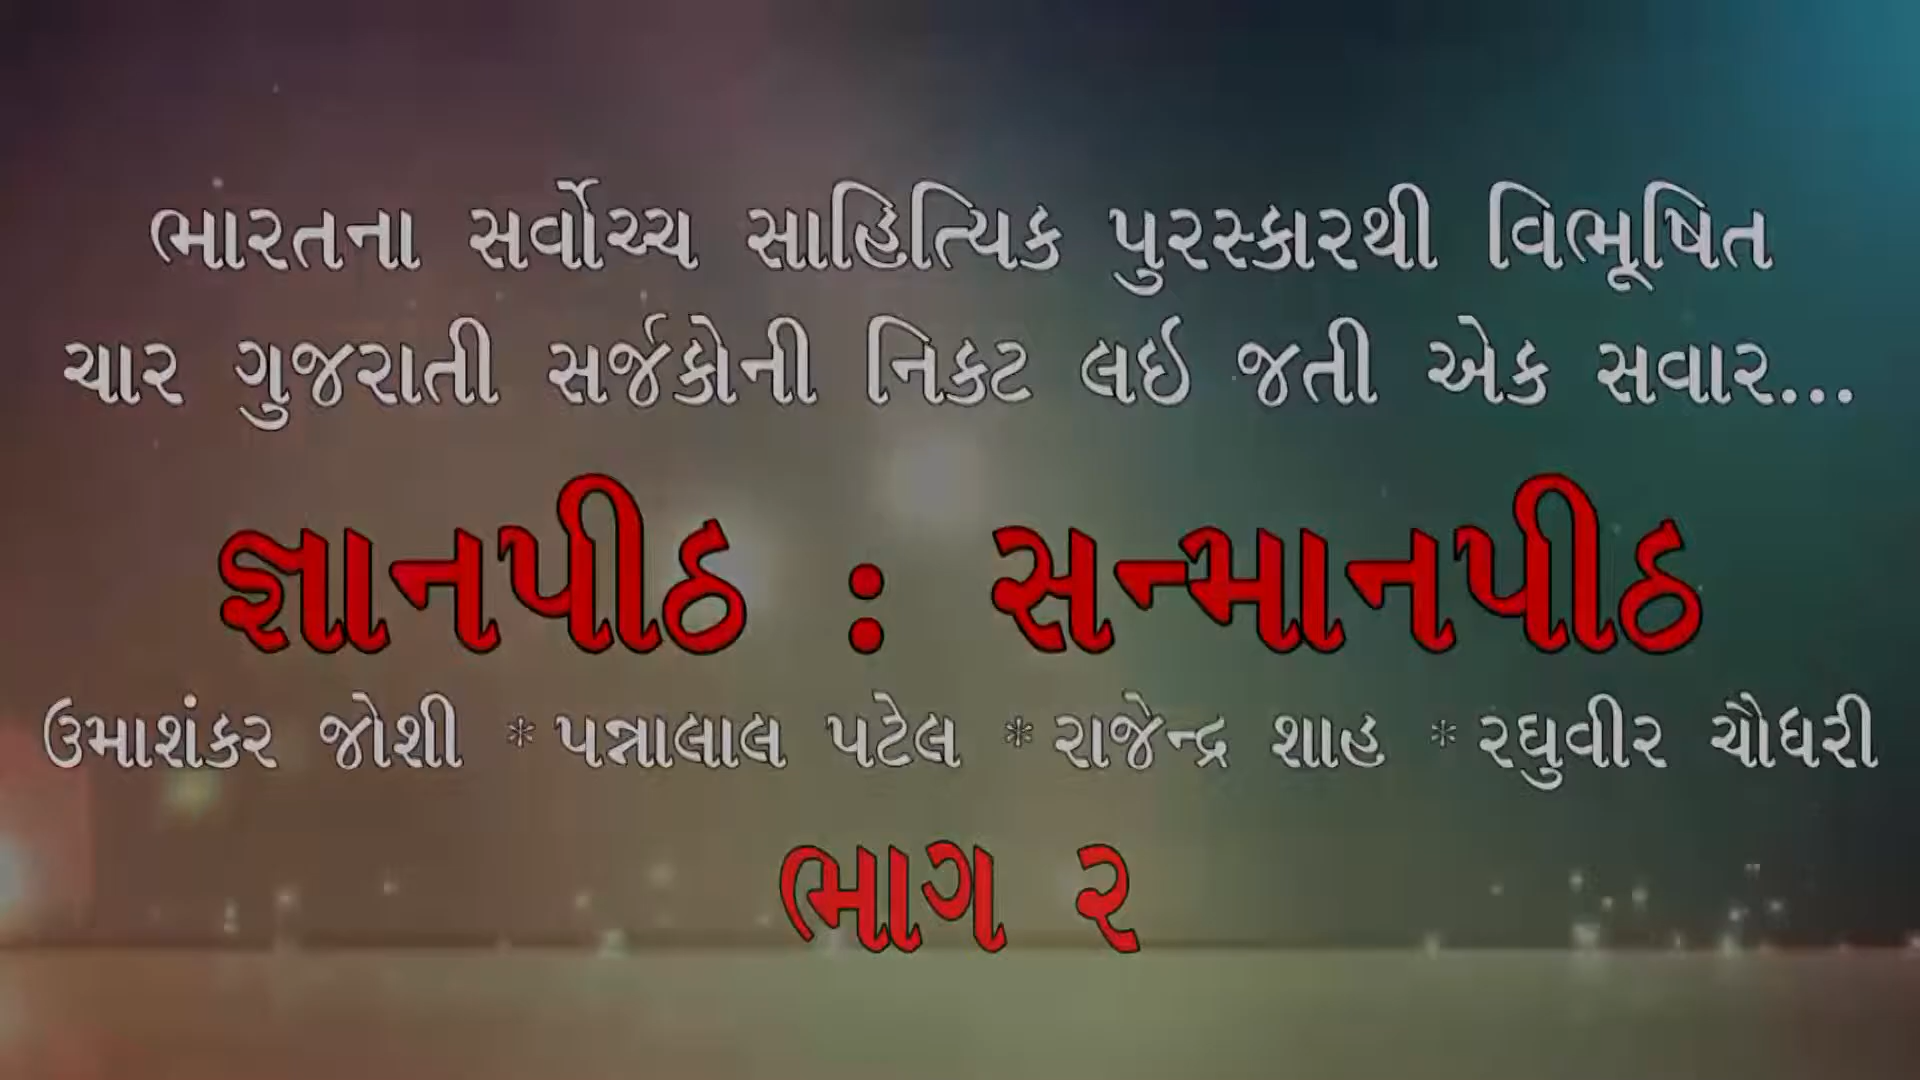 ભારતના સર્વોચ્ચ સાહિત્યિક પુરસ્કારથી વિભૂષિત
ચાર ગુજરાતી સર્જકોની નિકટ લઇ જતી એક સવાર...
જ્ઞાનપીઠ : સન્માનપીઠ
ઉમાશંકર જોશી * પન્નાલાલ પટેલ * રાજેન્દ્ર શાહ * રઘુવીર ચૌધરી
ભાગ ૨